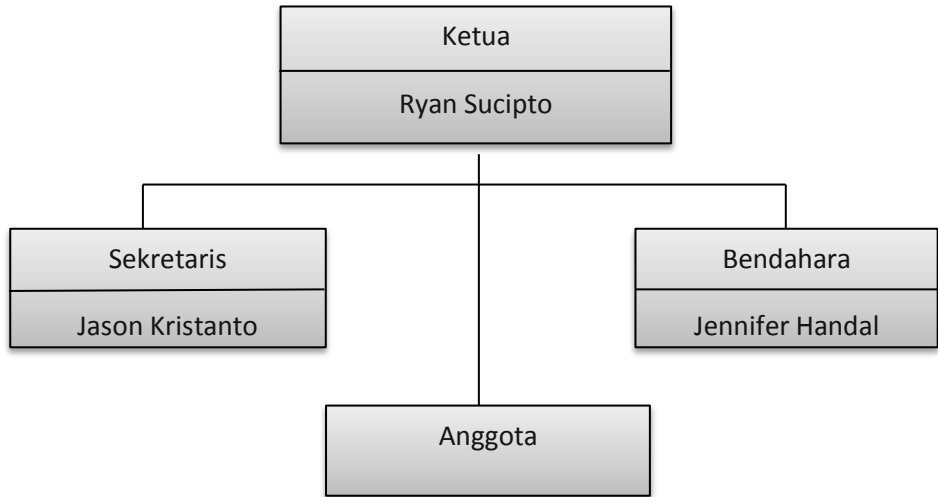 Ketua
Ryan Sucipto
Sekretaris
Jason Kristanto
Bendahara
Jennifer Handal
Anggota